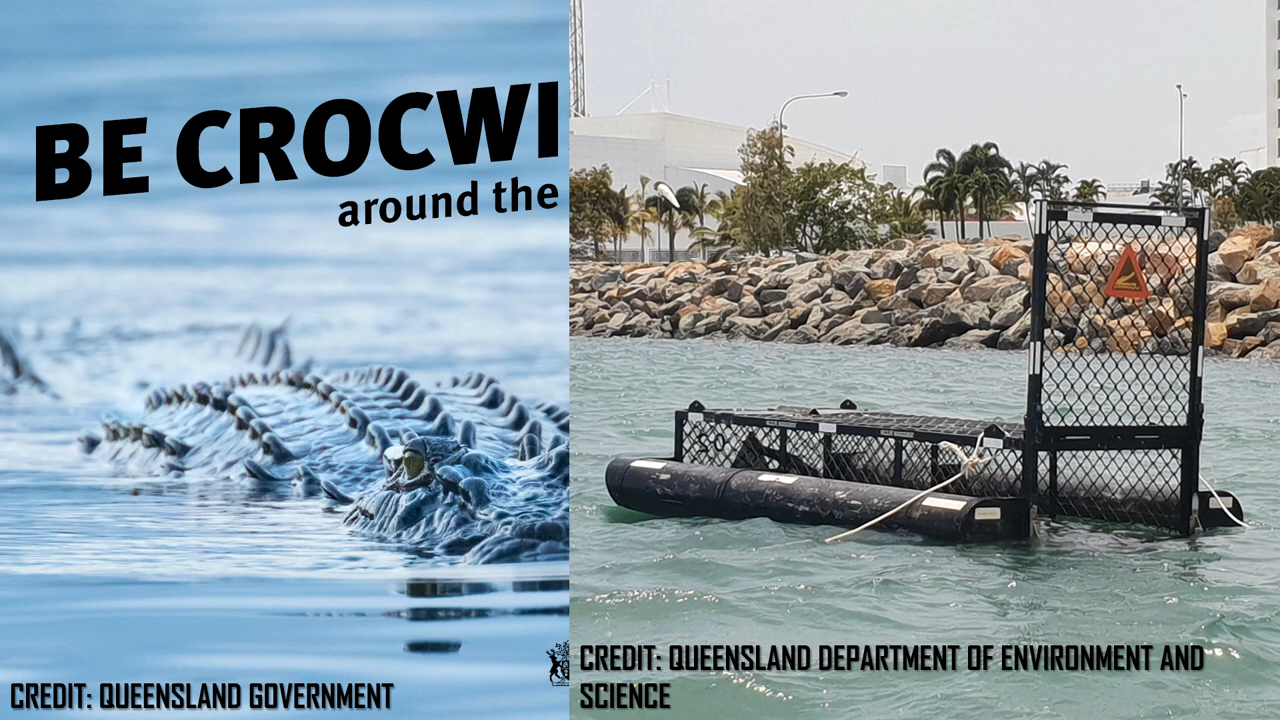 BE CROCWI
around the
CREDIT: QUEENSLAND GOVERNMENT
CREDIT: QUEENSLAND DEPARTMENT OF ENVIRONMENT AND
SCIENCE